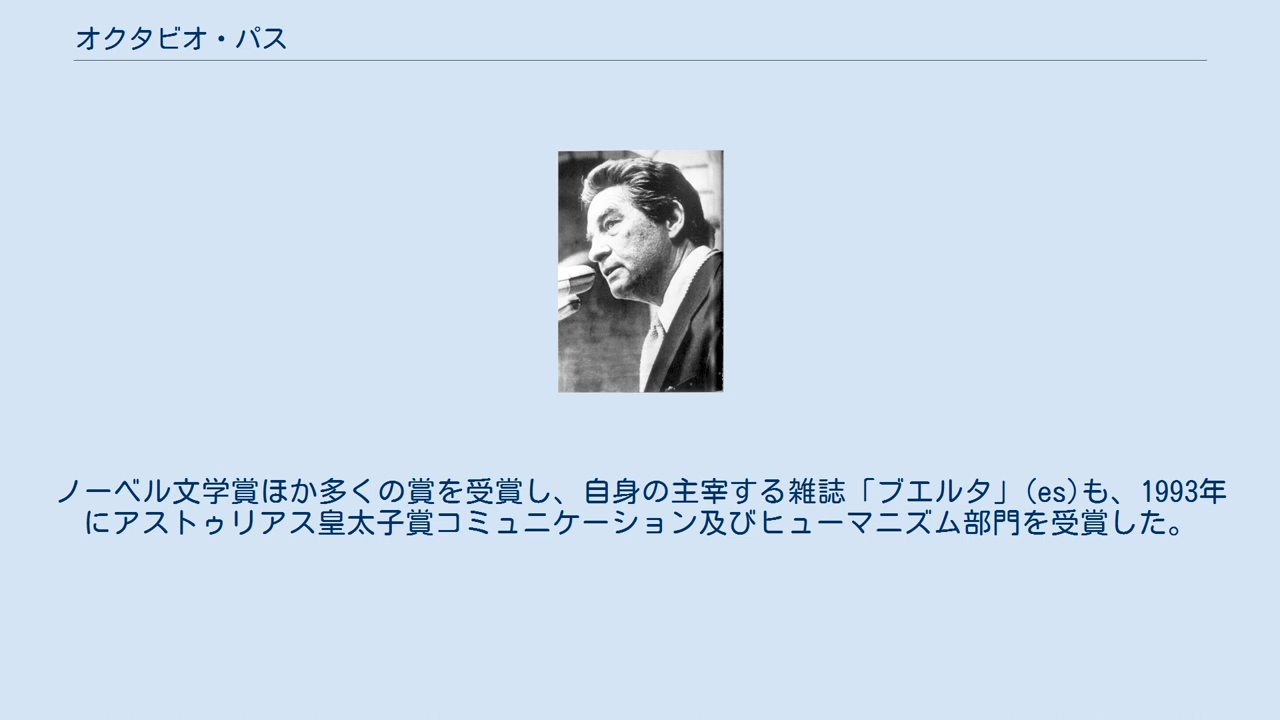 オクタビオ・パス
ノーベル文学賞ほか多くの賞を受賞し、自身の主宰する雑誌「ブエルタ」(es)も、1993年
にアストゥリアス皇太子賞コミュニケーション及びヒューマニズム部門を受賞した。